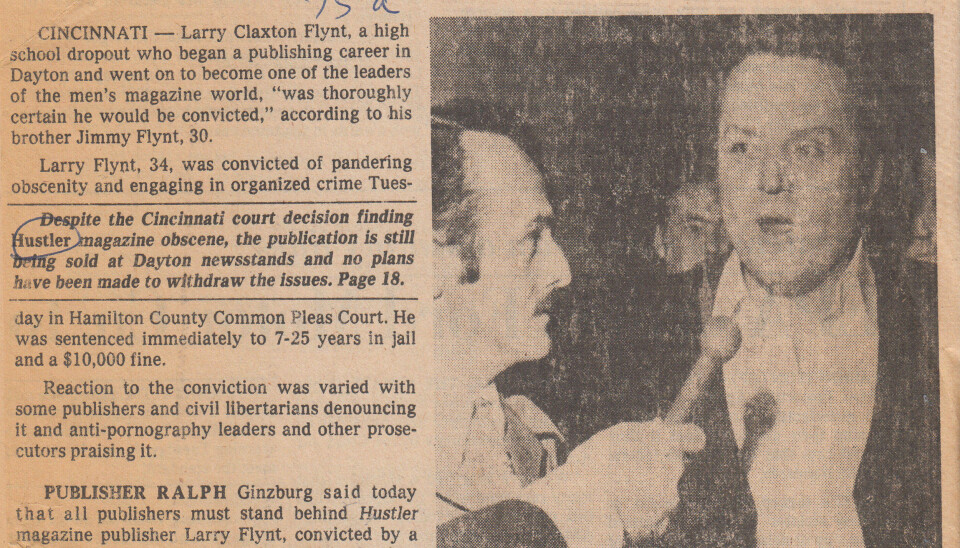 CINCINNATI — Larry Claxton Flynt, a high
school dropout who began a publishing career in
Dayton and went on to become one of the leaders
of the men's magazine world, “was thoroughly
certain he would be convicted,” according to his
brother Jimmy Flynt, 30.
Larry Flynt, 34, was convicted of pandering
obscenity and engaging in organized crime Tues-
Despite the Cincinnati court decision finding
Hustler magazine obscene, the publication is still
being sold at Dayton newsstands and no plans
have been made to withdraw the issues. Page 18.
day in Hamilton County Common Pleas Court. He
was sentenced immediately to 7-25 years in jail
and a $10,000 fine.
Reaction to the conviction was varied with
some publishers and civil libertarians denouncing
it and anti-pornography leaders and other prose-
cutors praising it.
PUBLISHER RALPH Ginzburg said today
that all publishers must stand behind Hustler
magazine publisher Larry Flynt, convicted by a